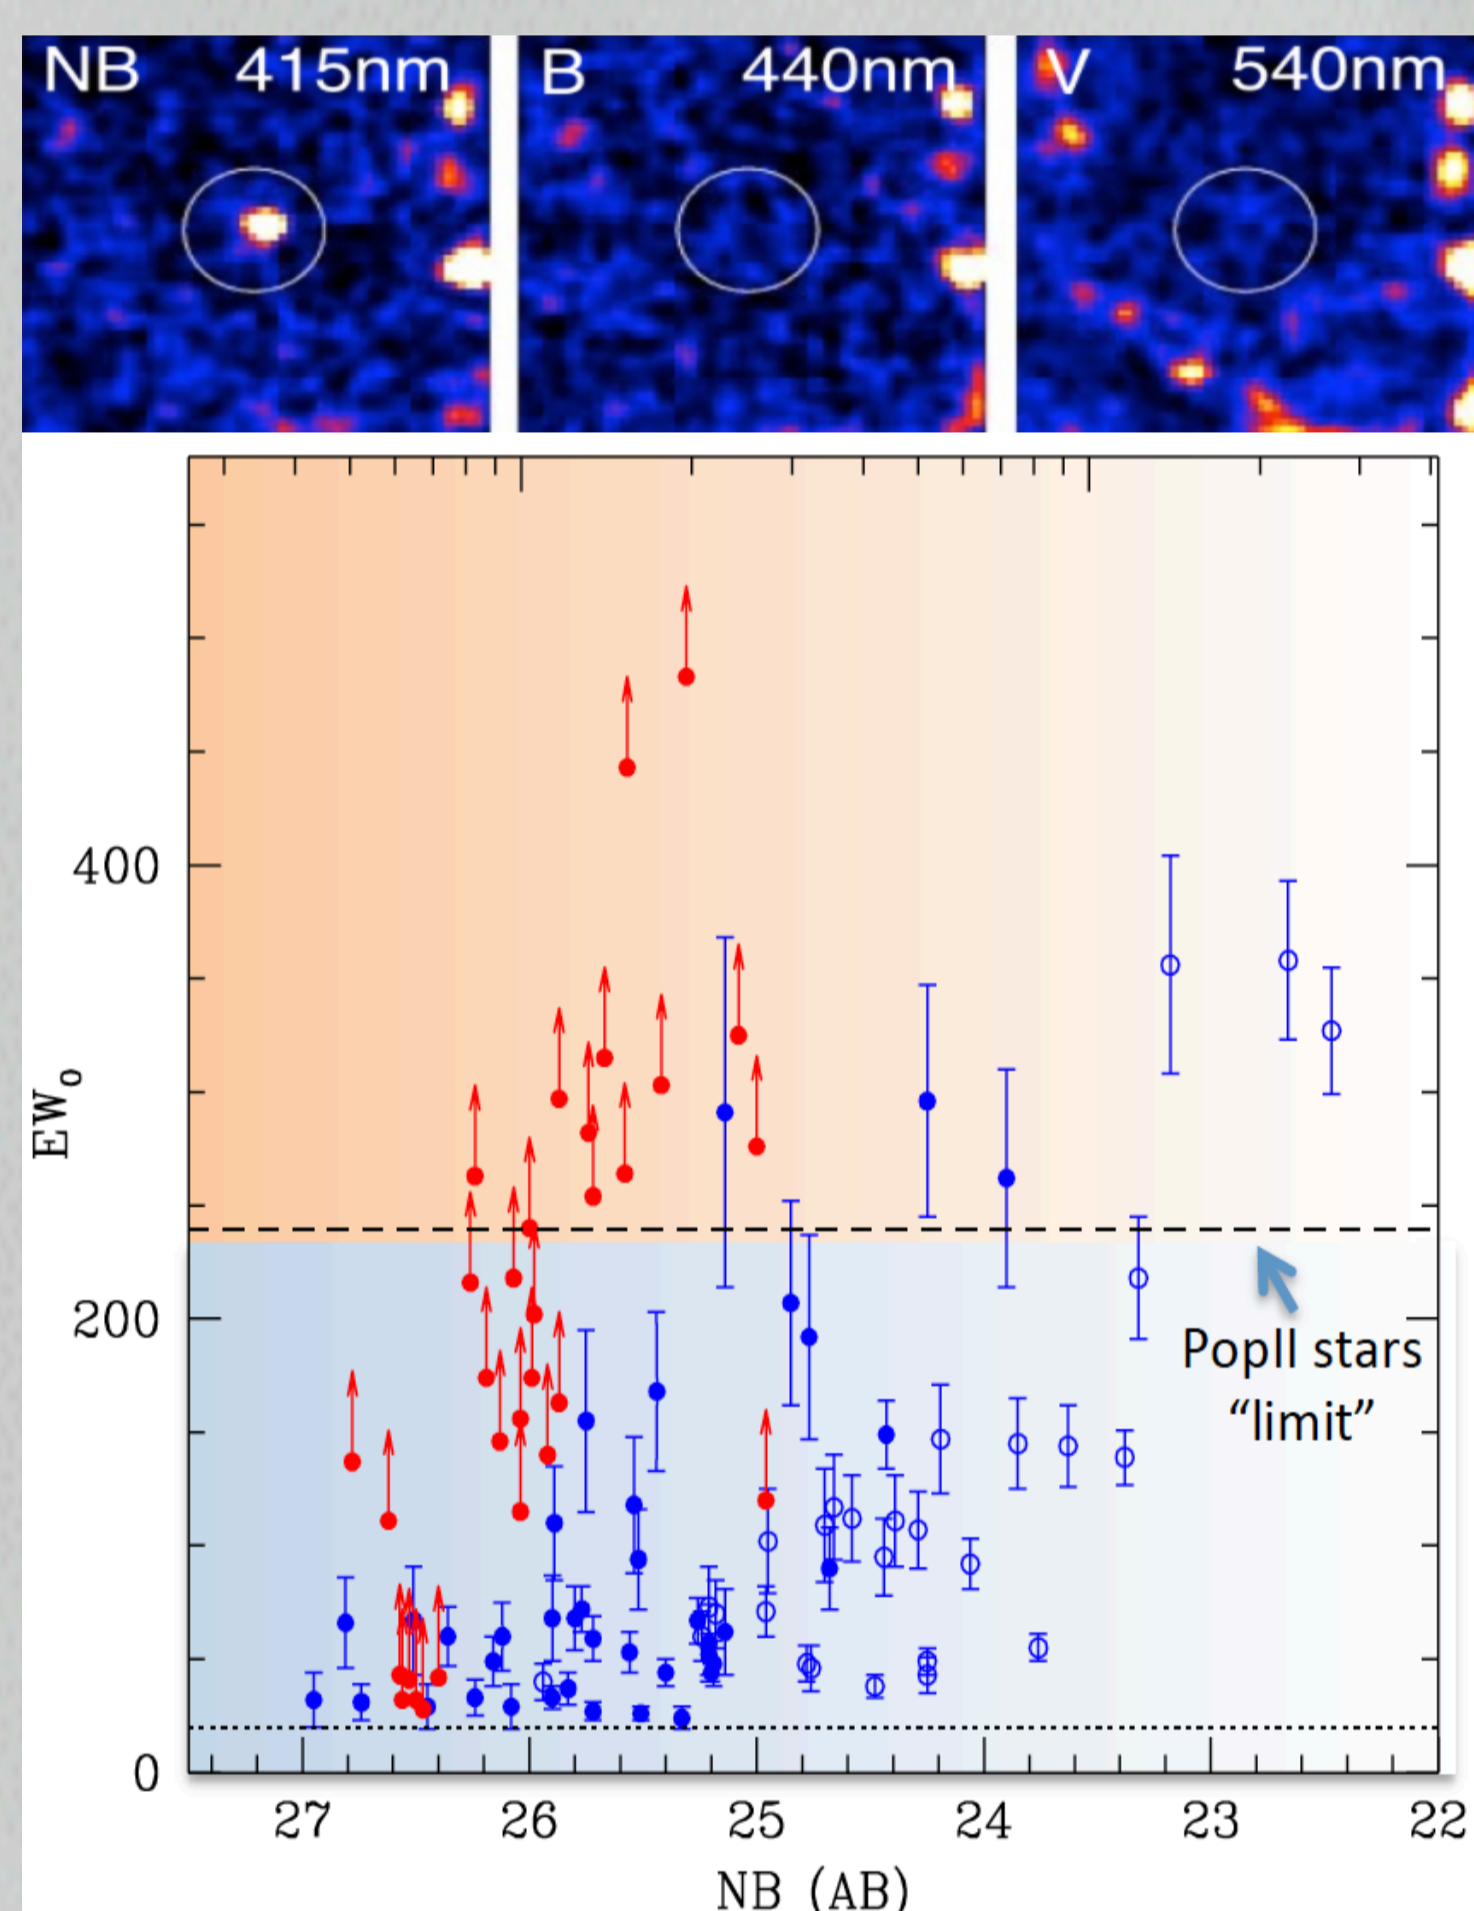 NB 415nm
B 440nm
V 540nm
400
200
0
EW₀
PopII stars
“limit”
27 26 25 24 23 22
NB (AB)